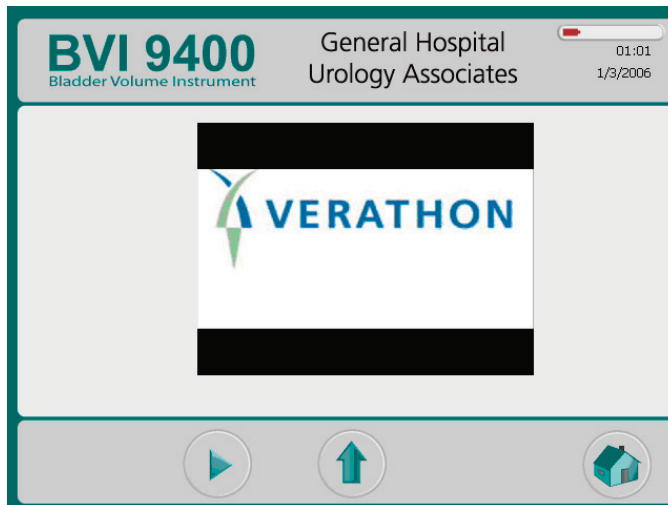 BVI 9400
Bladder Volume Instrument
General Hospital
Urology Associates
01:01
1/3/2006
VERATHON